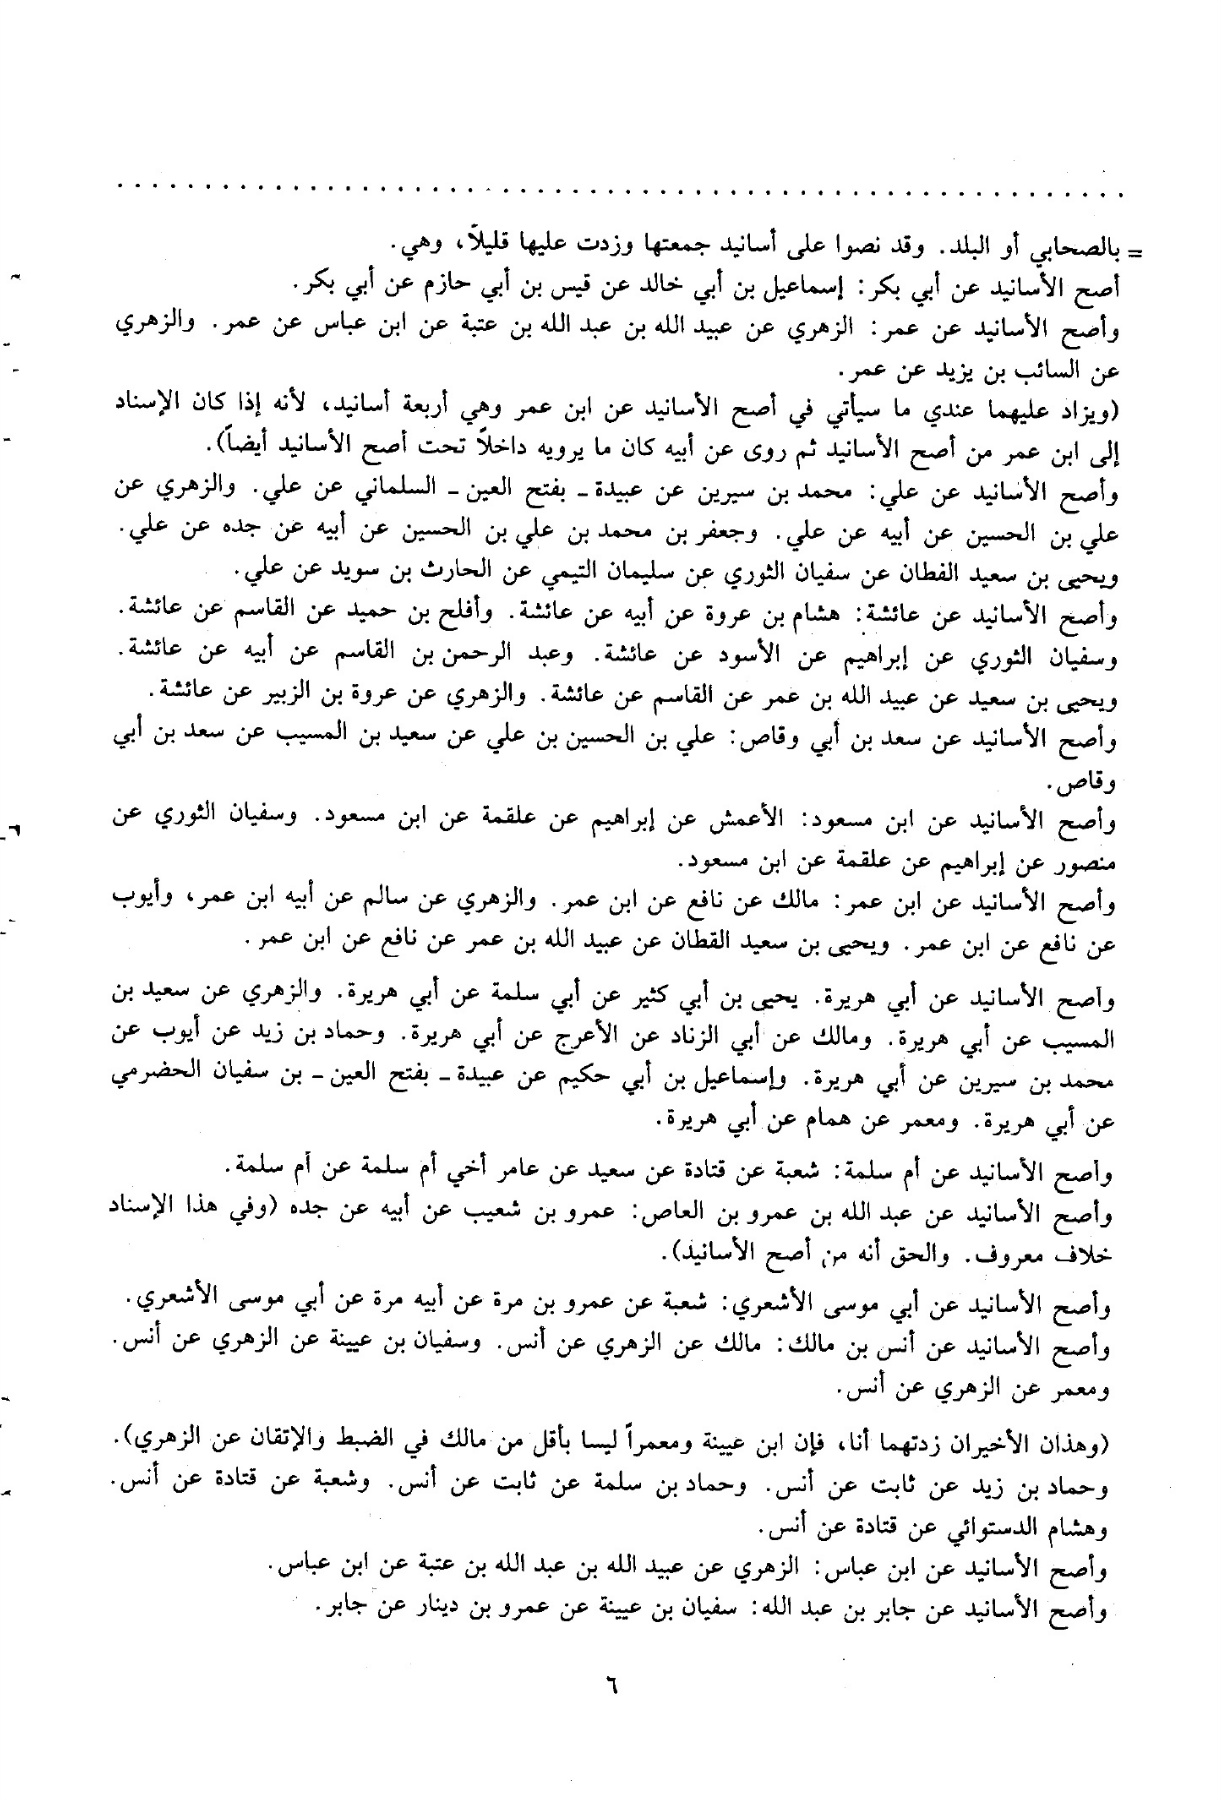 = بالصحابي أو البلد. وقد نصوا على أسانيد جمعتها وزدت عليها قليلاً، وهي.
أصح الأسانيد عن أبي بكر: إسماعيل بن أبي خالد عن قيس بن أبي حازم عن أبي بكر.
وأصح الأسانيد عن عمر: الزهري عن عبيد الله بن عبد الله بن عتبة عن ابن عباس عن عمر. والزهري
عن السائب بن يزيد عن عمر.
(ويزاد عليهما عندي ما سيأتي في أصح الأسانيد عن ابن عمر وهي أربعة أسانيد، لأنه إذا كان الإسناد
إلى ابن عمر من أصح الأسانيد ثم روى عن أبيه كان ما يرويه داخلاً تحت أصح الأسانيد أيضاً).
وأصح الأسانيد عن علي: محمد بن سيرين عن عبيدة - بفتح العين - السلماني عن علي. والزهري عن
علي بن الحسين عن أبيه عن علي. وجعفر بن محمد بن علي بن الحسين عن أبيه عن جده عن علي.
ويحيى بن سعيد القطان عن سفيان الثوري عن سليمان التيمي عن الحارث بن سويد عن علي.
وأصح الأسانيد عن عائشة: هشام بن عروة عن أبيه عن عائشة. وأفلح بن حميد عن القاسم عن عائشة.
وسفيان الثوري عن إبراهيم عن الأسود عن عائشة. وعبد الرحمن بن القاسم عن أبيه عن عائشة.
ويحيى بن سعيد عن عبيد الله بن عمر عن القاسم عن عائشة. والزهري عن عروة بن الزبير عن عائشة.
وأصح الأسانيد عن سعد بن أبي وقاص: علي بن الحسين بن علي عن سعيد بن المسيب عن سعد بن أبي
وقاص.
وأصح الأسانيد عن ابن مسعود: الأعمش عن إبراهيم عن علقمة عن ابن مسعود. وسفيان الثوري عن
منصور عن إبراهيم عن علقمة عن ابن مسعود.
وأصح الأسانيد عن ابن عمر: مالك عن نافع عن ابن عمر. والزهري عن سالم عن أبيه ابن عمر، وأيوب
عن نافع عن ابن عمر. ويحيى بن سعيد القطان عن عبيد الله بن عمر عن نافع عن ابن عمر.
وأصح الأسانيد عن أبي هريرة. يحيى بن أبي كثير عن أبي سلمة عن أبي هريرة. والزهري عن سعيد بن
المسيب عن أبي هريرة. ومالك عن أبي الزناد عن الأعرج عن أبي هريرة. وحماد بن زيد عن أيوب عن
محمد بن سيرين عن أبي هريرة. وإسماعيل بن أبي حكيم عن عبيدة - بفتح العين - بن سفيان الحضرمي
عن أبي هريرة. ومعمر عن همام عن أبي هريرة.
وأصح الأسانيد عن أم سلمة: شعبة عن قتادة عن سعيد عن عامر أخي أم سلمة عن أم سلمة.
وأصح الأسانيد عن عبد الله بن عمرو بن العاص: عمرو بن شعيب عن أبيه عن جده (وفي هذا الإسناد
خلاف معروف. والحق أنه من أصح الأسانيد).
وأصح الأسانيد عن أبي موسى الأشعري: شعبة عن عمرو بن مرة عن أبيه مرة عن أبي موسى الأشعري.
وأصح الأسانيد عن أنس بن مالك: مالك عن الزهري عن أنس. وسفيان بن عيينة عن الزهري عن أنس.
ومعمر عن الزهري عن أنس.
(وهذان الأخيران زدتهما أنا، فإن ابن عيينة ومعمراً ليسا بأقل من مالك في الضبط والإتقان عن الزهري).
وحماد بن زيد عن ثابت عن أنس. وحماد بن سلمة عن ثابت عن أنس. وشعبة عن قتادة عن أنس.
وهشام الدستوائي عن قتادة عن أنس.
وأصح الأسانيد عن ابن عباس: الزهري عن عبيد الله بن عبد الله بن عتبة عن ابن عباس.
وأصح الأسانيد عن جابر بن عبد الله: سفيان بن عيينة عن عمرو بن دينار عن جابر.
٦